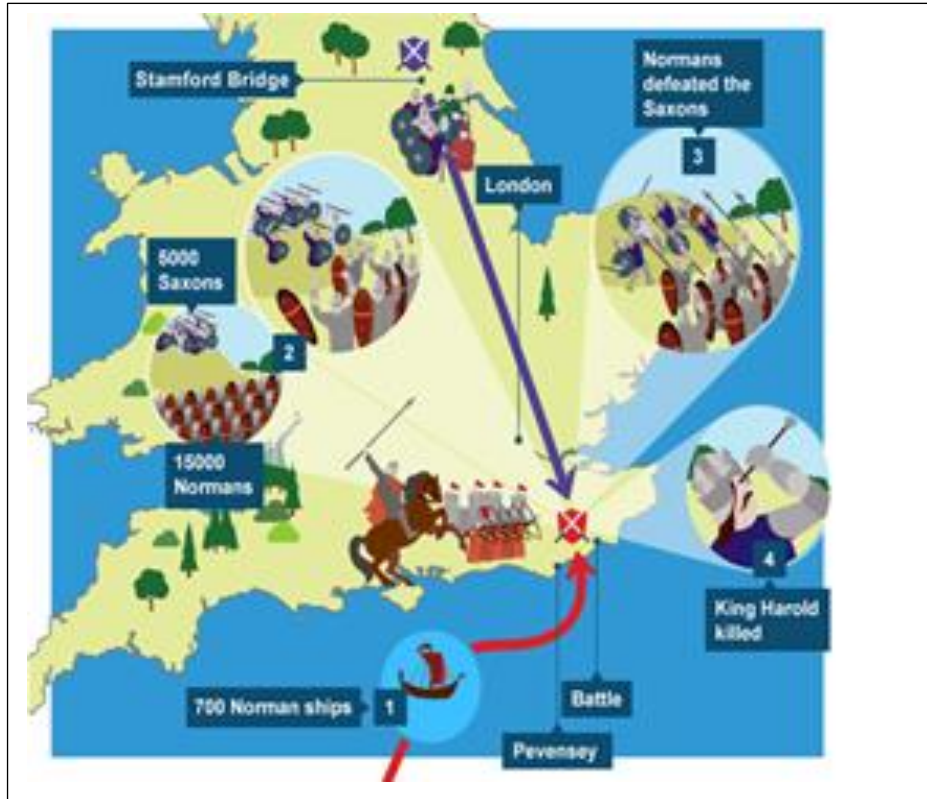 Stamford Bridge
Normans
defeated the
Saxons
3
London
5000
Saxons
2
15000
Normans
4
King Harold
killed
700 Norman ships
1
Battle
Pevensey